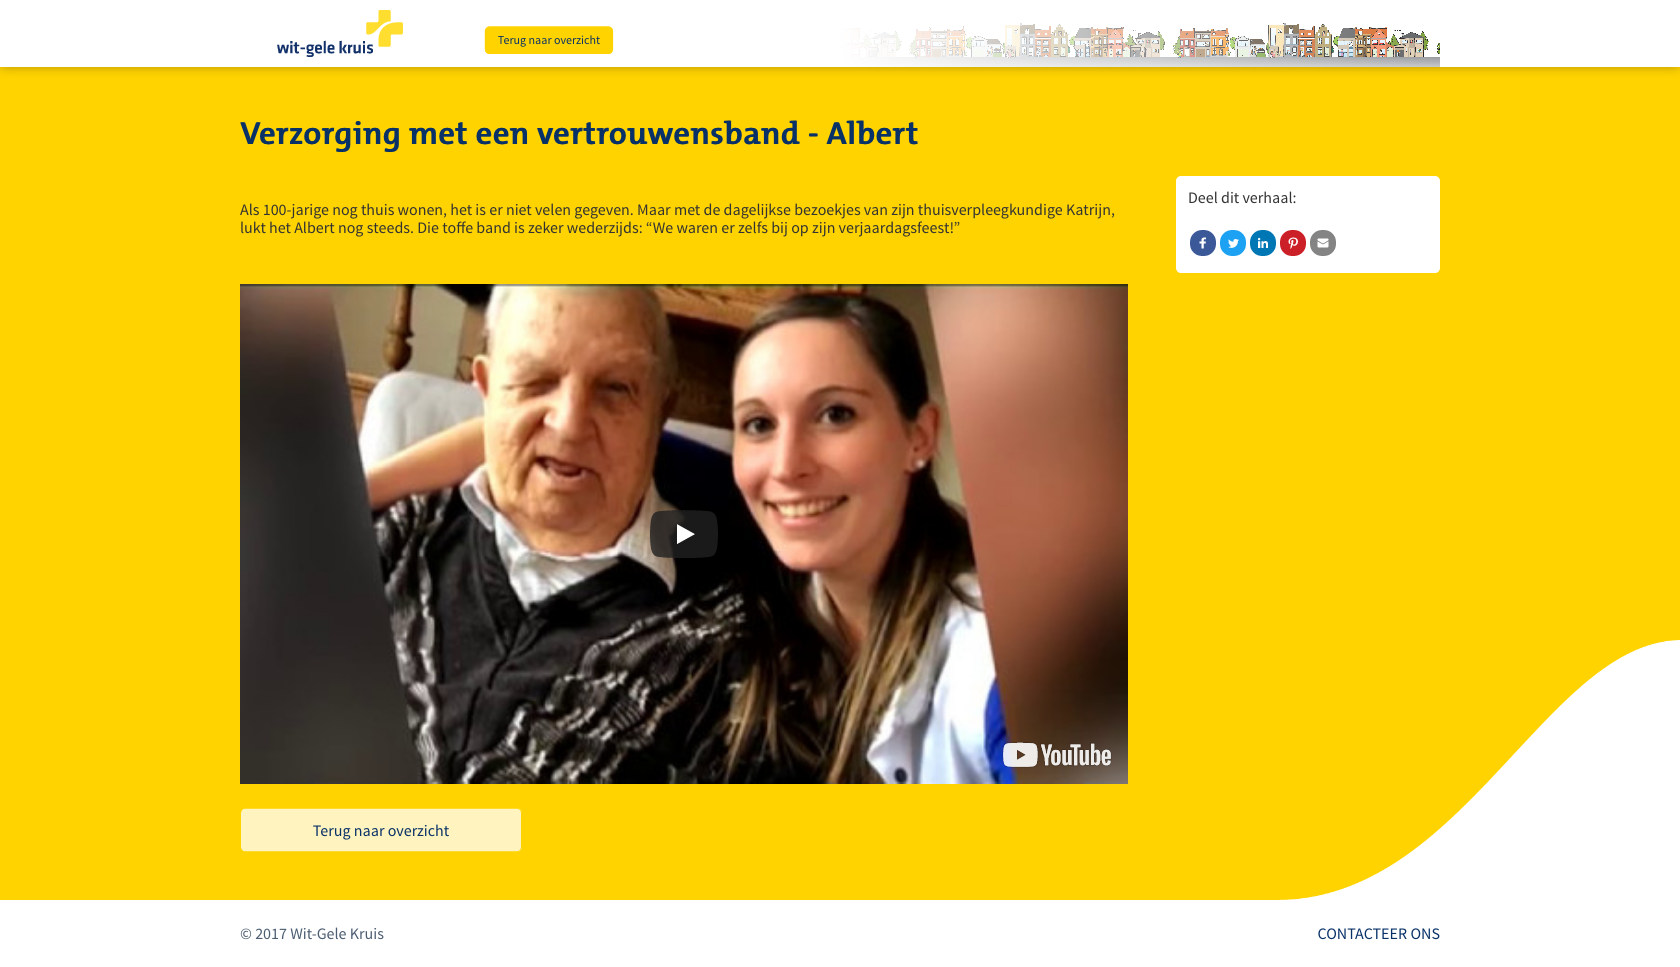 wit-gele kruis
Terug naar overzicht
Verzorging met een vertrouwensband - Albert
Als 100-jarige nog thuis wonen, het is er niet velen gegeven. Maar met de dagelijkse bezoekjes van zijn thuisverpleegkundige Katrijn,
lukt het Albert nog steeds. Die toffe band is zeker wederzijds: “We waren er zelfs bij op zijn verjaardagsfeest!”
Deel dit verhaal:
YouTube
Terug naar overzicht
© 2017 Wit-Gele Kruis
CONTACTEER ONS